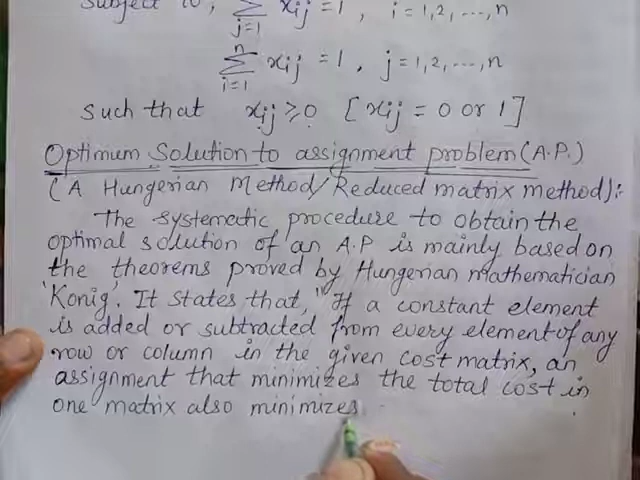 Subject to, ∑ j=1 xij = 1, i = 1, 2, ..., n
n ∑ i=1 xij = 1, j = 1, 2, ..., n
such that xij ≥ 0 [xij = 0 or 1]
Optimum Solution to assignment problem (A.P.)
(A Hungerian Method/Reduced matrix method):-
The systematic procedure to obtain the
optimal solution of an A.P is mainly based on
the theorems proved by Hungerian mathematician
'Konig'. It states that, "If a constant element
is added or subtracted from every element of any
row or column in the given cost matrix, an
assignment that minimizes the total cost in
one matrix also minimizes